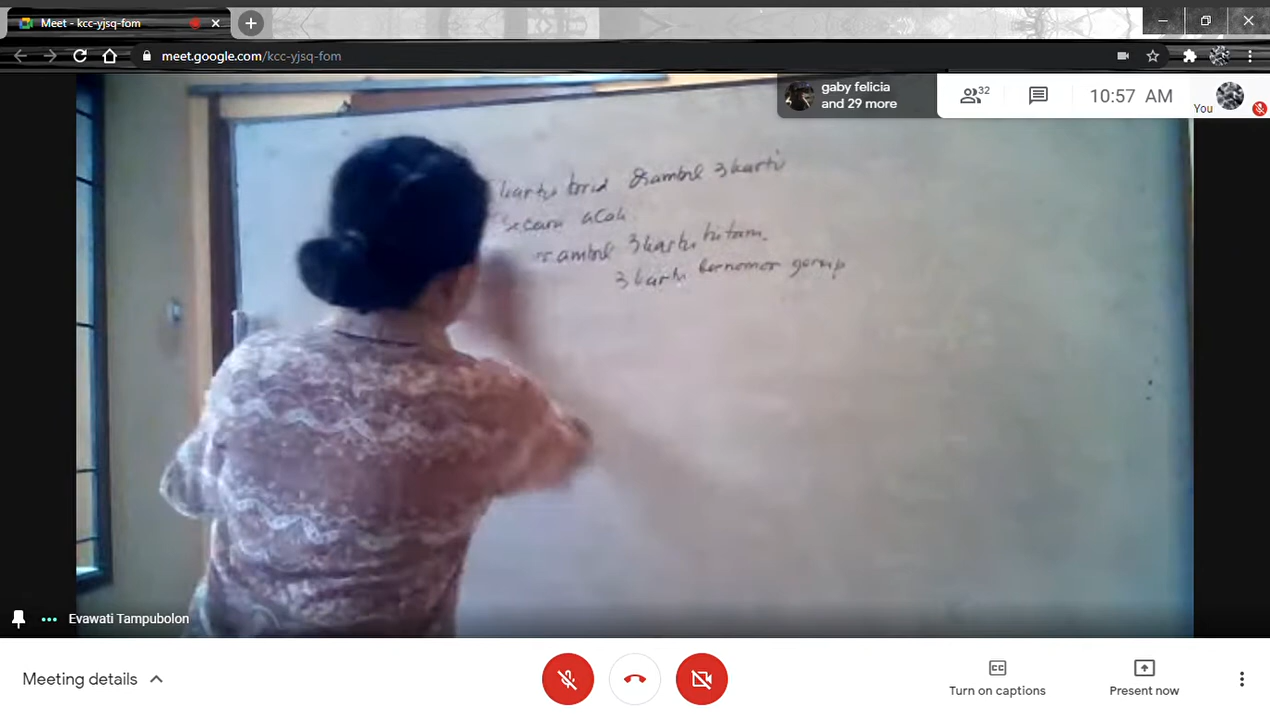 Meet - kcc-yjsq-fom
meet.google.com/kcc-yjsq-fom
gaby felicia
and 29 more
32
10:57 AM
You
kartu diambil 3 kartu
secara acak
3 kartu hitam.
3 kartu bernomor genap
Evawati Tampubolon
Meeting details
CC
Turn on captions
Present now